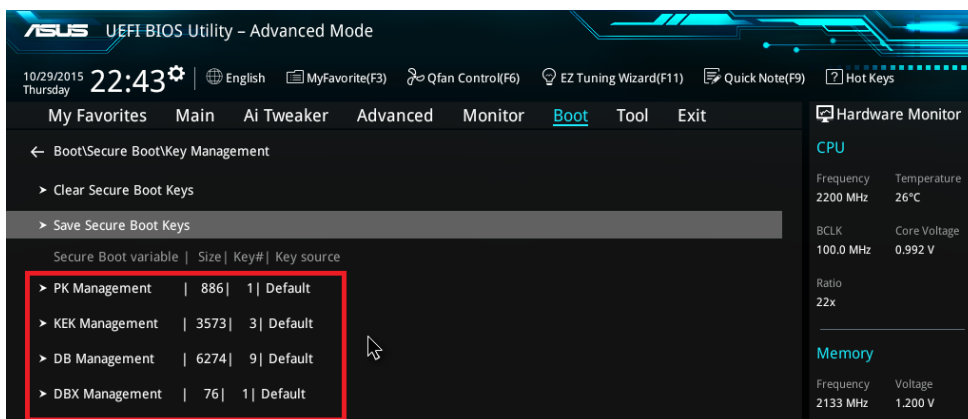 ASUS UEFI BIOS Utility – Advanced Mode
10/29/2015 Thursday 22:43 English MyFavorite(F3) Qfan Control(F6) EZ Tuning Wizard(F11) Quick Note(F9) ? Hot Keys
My Favorites Main Ai Tweaker Advanced Monitor Boot Tool Exit
Boot\Secure Boot\Key Management
Clear Secure Boot Keys
Save Secure Boot Keys
Secure Boot variable | Size| Key#| Key source
PK Management | 886| 1| Default
KEK Management | 3573| 3| Default
DB Management | 6274| 9| Default
DBX Management | 76| 1| Default
Hardware Monitor
CPU
Frequency Temperature
2200 MHz 26°C
BCLK Core Voltage
100.0 MHz 0.992 V
Ratio
22x
Memory
Frequency Voltage
2133 MHz 1.200 V